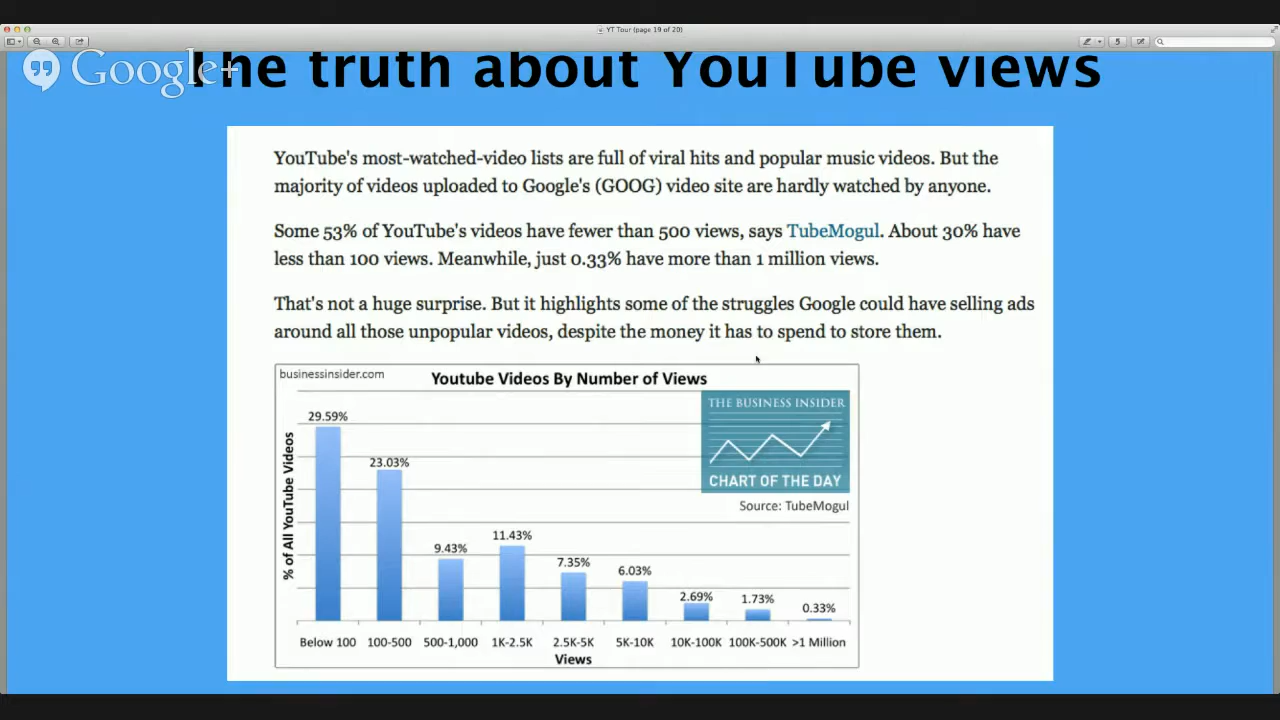 YT Tour (page 19 of 20)
Google+
The truth about YouTube views
YouTube's most-watched-video lists are full of viral hits and popular music videos. But the
majority of videos uploaded to Google's (GOOG) video site are hardly watched by anyone.
Some 53% of YouTube's videos have fewer than 500 views, says TubeMogul. About 30% have
less than 100 views. Meanwhile, just 0.33% have more than 1 million views.
That's not a huge surprise. But it highlights some of the struggles Google could have selling ads
around all those unpopular videos, despite the money it has to spend to store them.
businessinsider.com
Youtube Videos By Number of Views
THE BUSINESS INSIDER
CHART OF THE DAY
Source: TubeMogul
% of All YouTube Videos
29.59%
23.03%
9.43%
11.43%
7.35%
6.03%
2.69%
1.73%
0.33%
Below 100 100-500 500-1,000 1K-2.5K 2.5K-5K 5K-10K 10K-100K 100K-500K >1 Million
Views